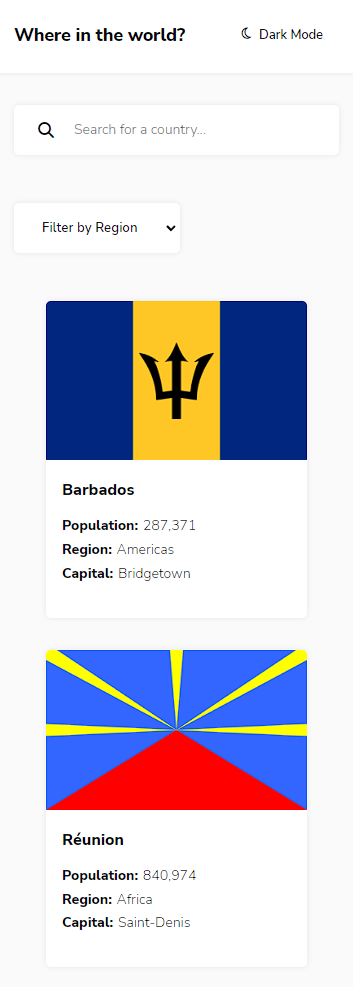 Where in the world?
Dark Mode
Search for a country...
Filter by Region
Barbados
Population: 287,371
Region: Americas
Capital: Bridgetown
Réunion
Population: 840,974
Region: Africa
Capital: Saint-Denis